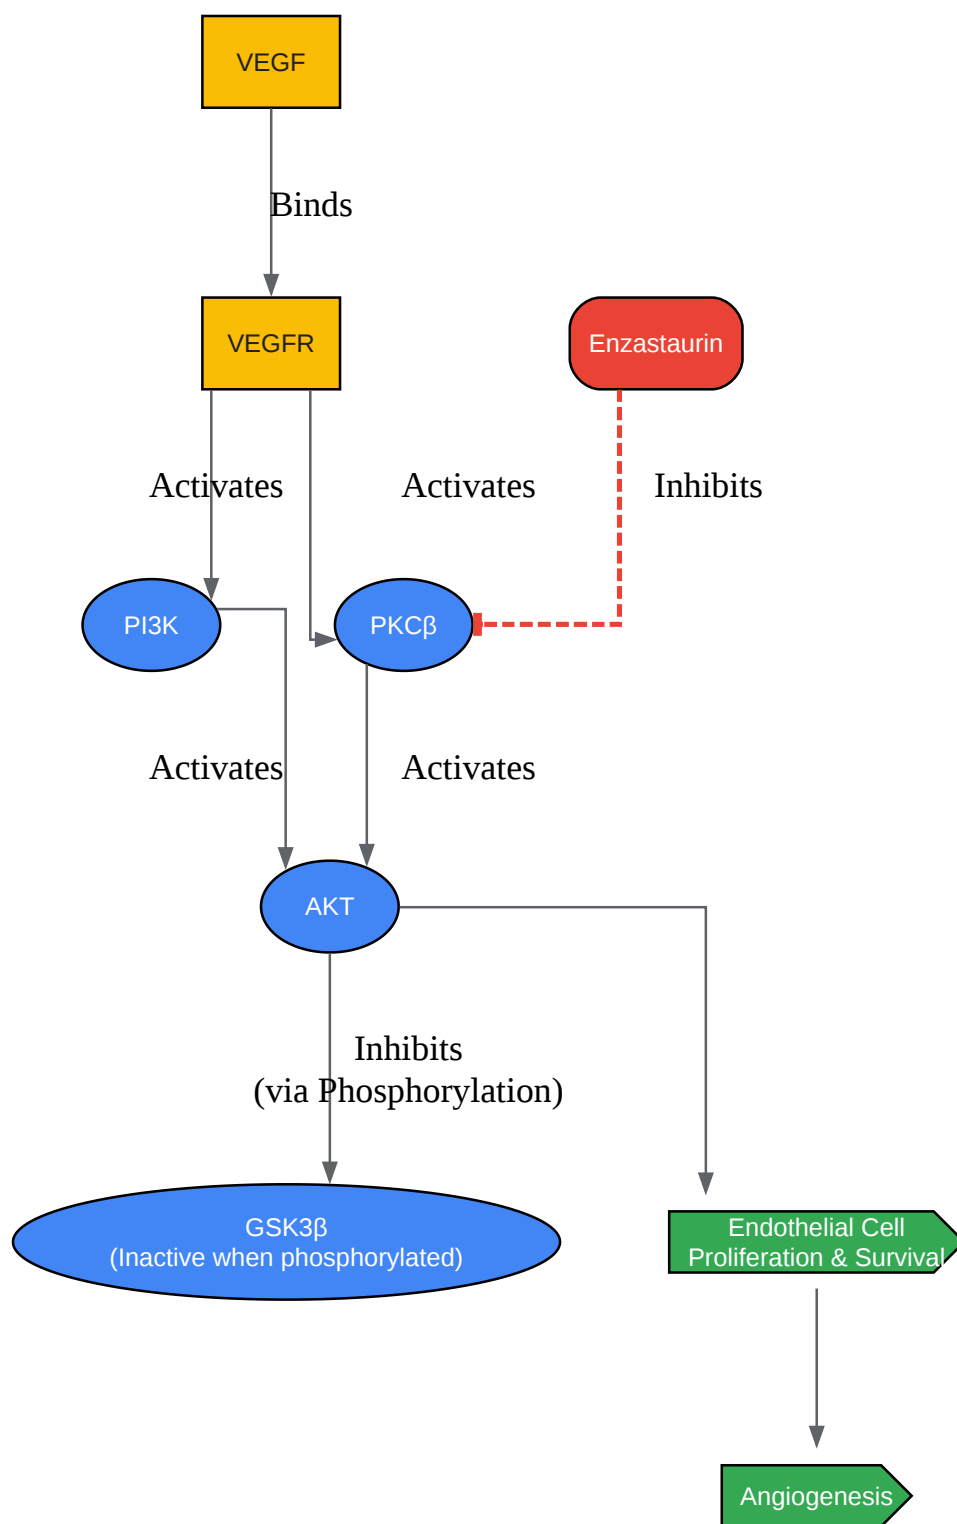 VEGF
Binds
VEGFR
Enzastaurin
Activates
Activates
Inhibits
PI3K
PKCβ
Activates
Activates
AKT
Inhibits
(via Phosphorylation)
GSK3β
(Inactive when phosphorylated)
Endothelial Cell
Proliferation & Survival
Angiogenesis